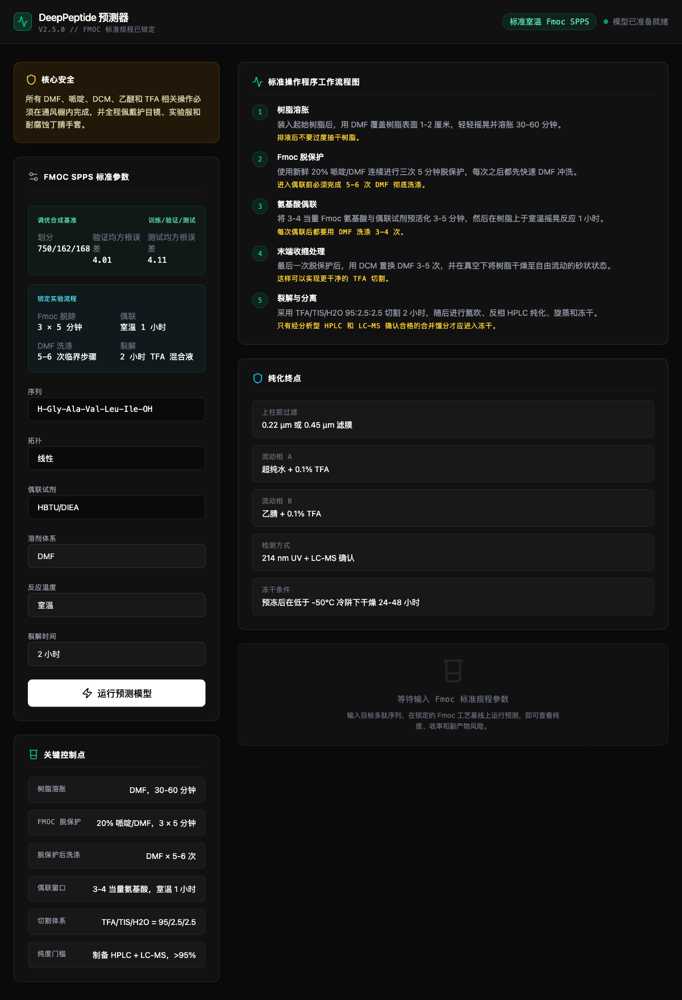 DeepPeptide 预测器
V2.5.0 // FMOC 标准规程已锁定
标准室温 Fmoc SPPS
模型已准备就绪
核心安全
所有 DMF、哌啶、DCM、乙醚和 TFA 相关操作必
须在通风橱内完成，并全程佩戴护目镜、实验服和
耐腐蚀丁腈手套。
FMOC SPPS 标准参数
调优合成基准
训练/验证/测试
划分
750/162/168
验证均方根误
差
4.01
测试均方根误
差
4.11
锁定实验流程
Fmoc 脱除
3 × 5 分钟
偶联
室温 1 小时
DMF 洗涤
5–6 次临界步骤
裂解
2 小时 TFA 混合液
序列
H-Gly-Ala-Val-Leu-Ile-OH
拓扑
线性
偶联试剂
HBTU/DIEA
溶剂体系
DMF
反应温度
室温
裂解时间
2 小时
运行预测模型
关键控制点
树脂溶胀
DMF，30-60 分钟
FMOC 脱保护
20% 哌啶/DMF，3 × 5 分钟
脱保护后洗涤
DMF × 5-6 次
偶联窗口
3-4 当量氨基酸，室温 1 小时
切割体系
TFA/TIS/H2O = 95/2.5/2.5
纯度门槛
制备 HPLC + LC-MS，>95%
标准操作程序工作流程图
1
树脂溶胀
装入起始树脂后，用 DMF 覆盖树脂表面 1-2 厘米，轻轻摇晃并溶胀 30-60 分钟。
排液后不要过度抽干树脂。
2
Fmoc 脱保护
使用新鲜 20% 哌啶/DMF 连续进行三次 5 分钟脱保护，每次之后都先快速 DMF 冲洗。
进入偶联前必须完成 5–6 次 DMF 彻底洗涤。
3
氨基酸偶联
将 3-4 当量 Fmoc 氨基酸与偶联试剂预活化 3-5 分钟，然后在树脂上于室温摇晃反应 1 小时。
每次偶联后都要用 DMF 洗涤 3–4 次。
4
末端收缩处理
最后一次脱保护后，用 DCM 置换 DMF 3-5 次，并在真空下将树脂干燥至自由流动的砂状状态。
这样可以实现更干净的 TFA 切割。
5
裂解与分离
采用 TFA/TIS/H2O 95:2.5:2.5 切割 2 小时，随后进行氮吹、反相 HPLC 纯化、旋蒸和冻干。
只有经分析型 HPLC 和 LC-MS 确认合格的合并馏分才应进入冻干。
纯化终点
上柱前过滤
0.22 μm 或 0.45 μm 滤膜
流动相 A
超纯水 + 0.1% TFA
流动相 B
乙腈 + 0.1% TFA
检测方式
214 nm UV + LC-MS 确认
冻干条件
预冻后在低于 -50°C 冷阱下干燥 24-48 小时
等待输入 Fmoc 标准规程参数
输入目标多肽序列，在锁定的 Fmoc 工艺基线上运行预测，即可查看纯
度、收率和副产物风险。